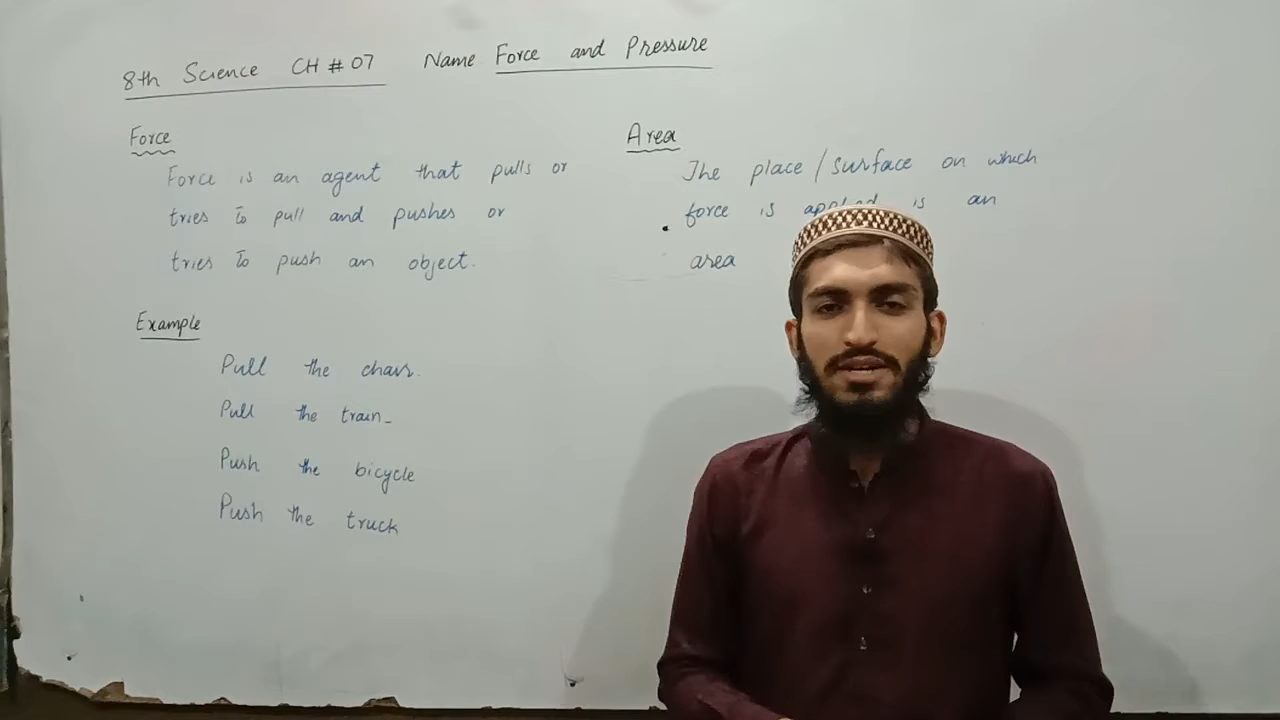 8th Science CH # 07 Name Force and Pressure
Force
Force is an agent that pulls or
tries to pull and pushes or
tries to push an object.
Example
Pull the chair.
Pull the train_
Push the bicycle
Push the truck
Area
The place / surface on which
force is applied is an
area